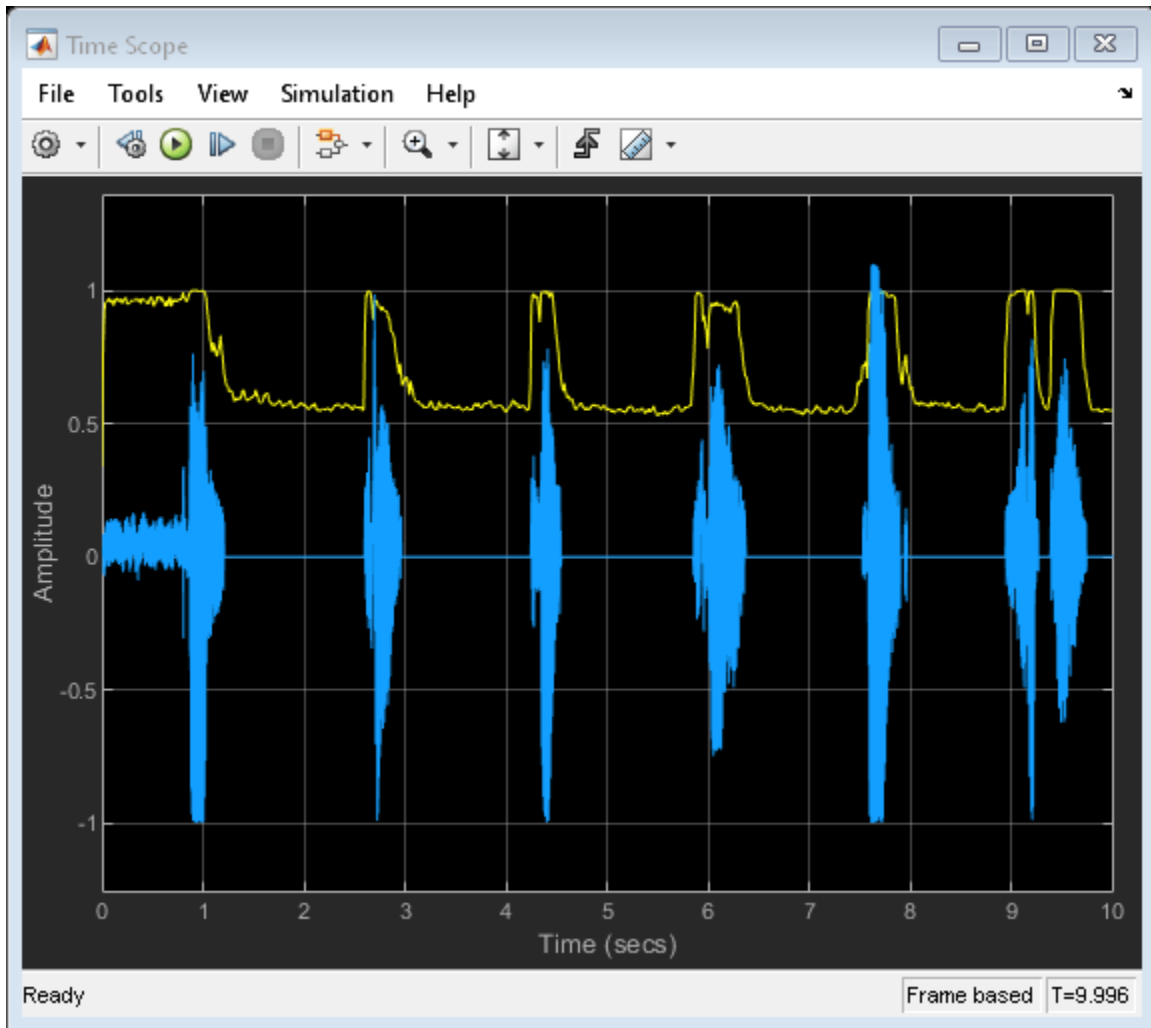 Time Scope
File Tools View Simulation Help
1
0.5
0
-0.5
-1
Amplitude
0 1 2 3 4 5 6 7 8 9 10
Time (secs)
Ready Frame based T=9.996